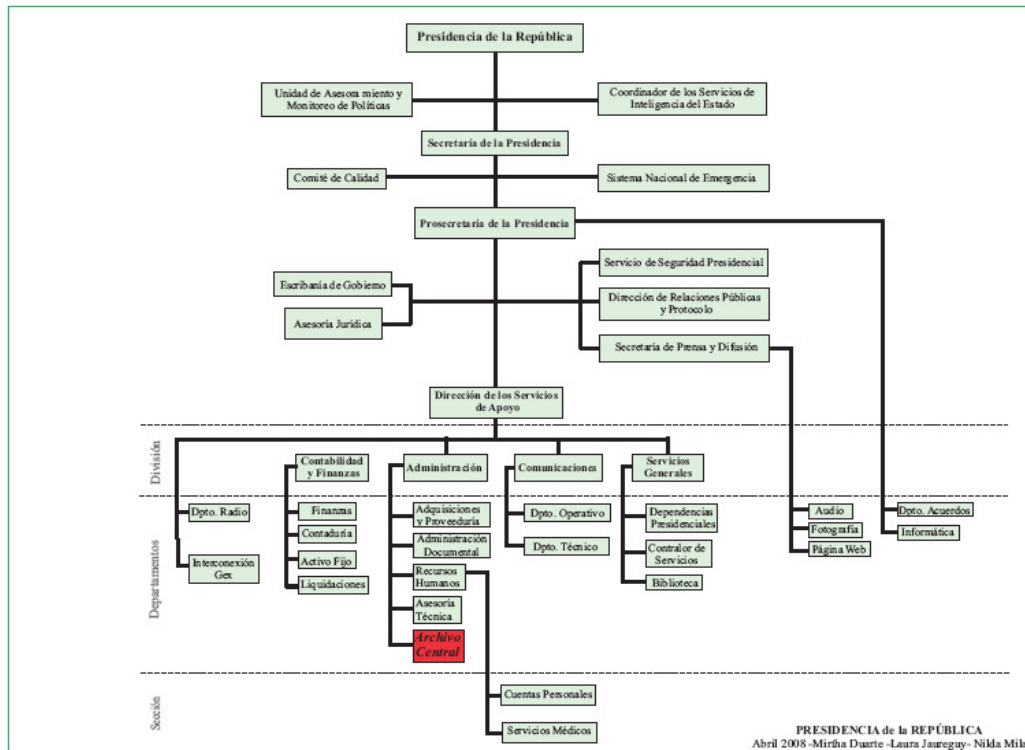 Presidencia de la República
Unidad de Asesora miento y
Monitoreo de Políticas
Coordinador de los Servicios de
Inteligencia del Estado
Secretaría de la Presidencia
Comité de Calidad
Sistema Nacional de Emergencia
Prosecretaría de la Presidencia
Servicio de Seguridad Presidencial
Escribanía de Gobierno
Dirección de Relaciones Públicas
y Protocolo
Asesoría Jurídica
Secretaría de Prensa y Difusión
Dirección de los Servicios
de Apoyo
División
Contabilidad
y Finanzas
Administración
Comunicaciones
Servicios
Generales
Departamentos
Dpto. Radio
Interconexión
Gex
Finanzas
Contaduría
Activo Fijo
Liquidaciones
Adquisiciones
y Proveeduría
Administración
Documental
Recursos
Humanos
Asesoría
Técnica
Archivo
Central
Dpto. Operativo
Dpto. Técnico
Dependencias
Presidenciales
Contralor de
Servicios
Biblioteca
Audio
Fotografía
Página Web
Dpto. Acuerdos
Informática
Sección
Cuentas Personales
Servicios Médicos
PRESIDENCIA de la REPÚBLICA
Abril 2008 -Mirtha Duarte -Laura Jaureguy- Nilda Mila